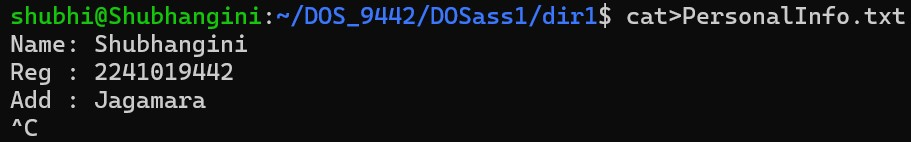 shubhi@Shubhangini:~/DOS_9442/DOSass1/dir1$ cat>PersonalInfo.txt
Name: Shubhangini
Reg : 2241019442
Add : Jagamara
^C